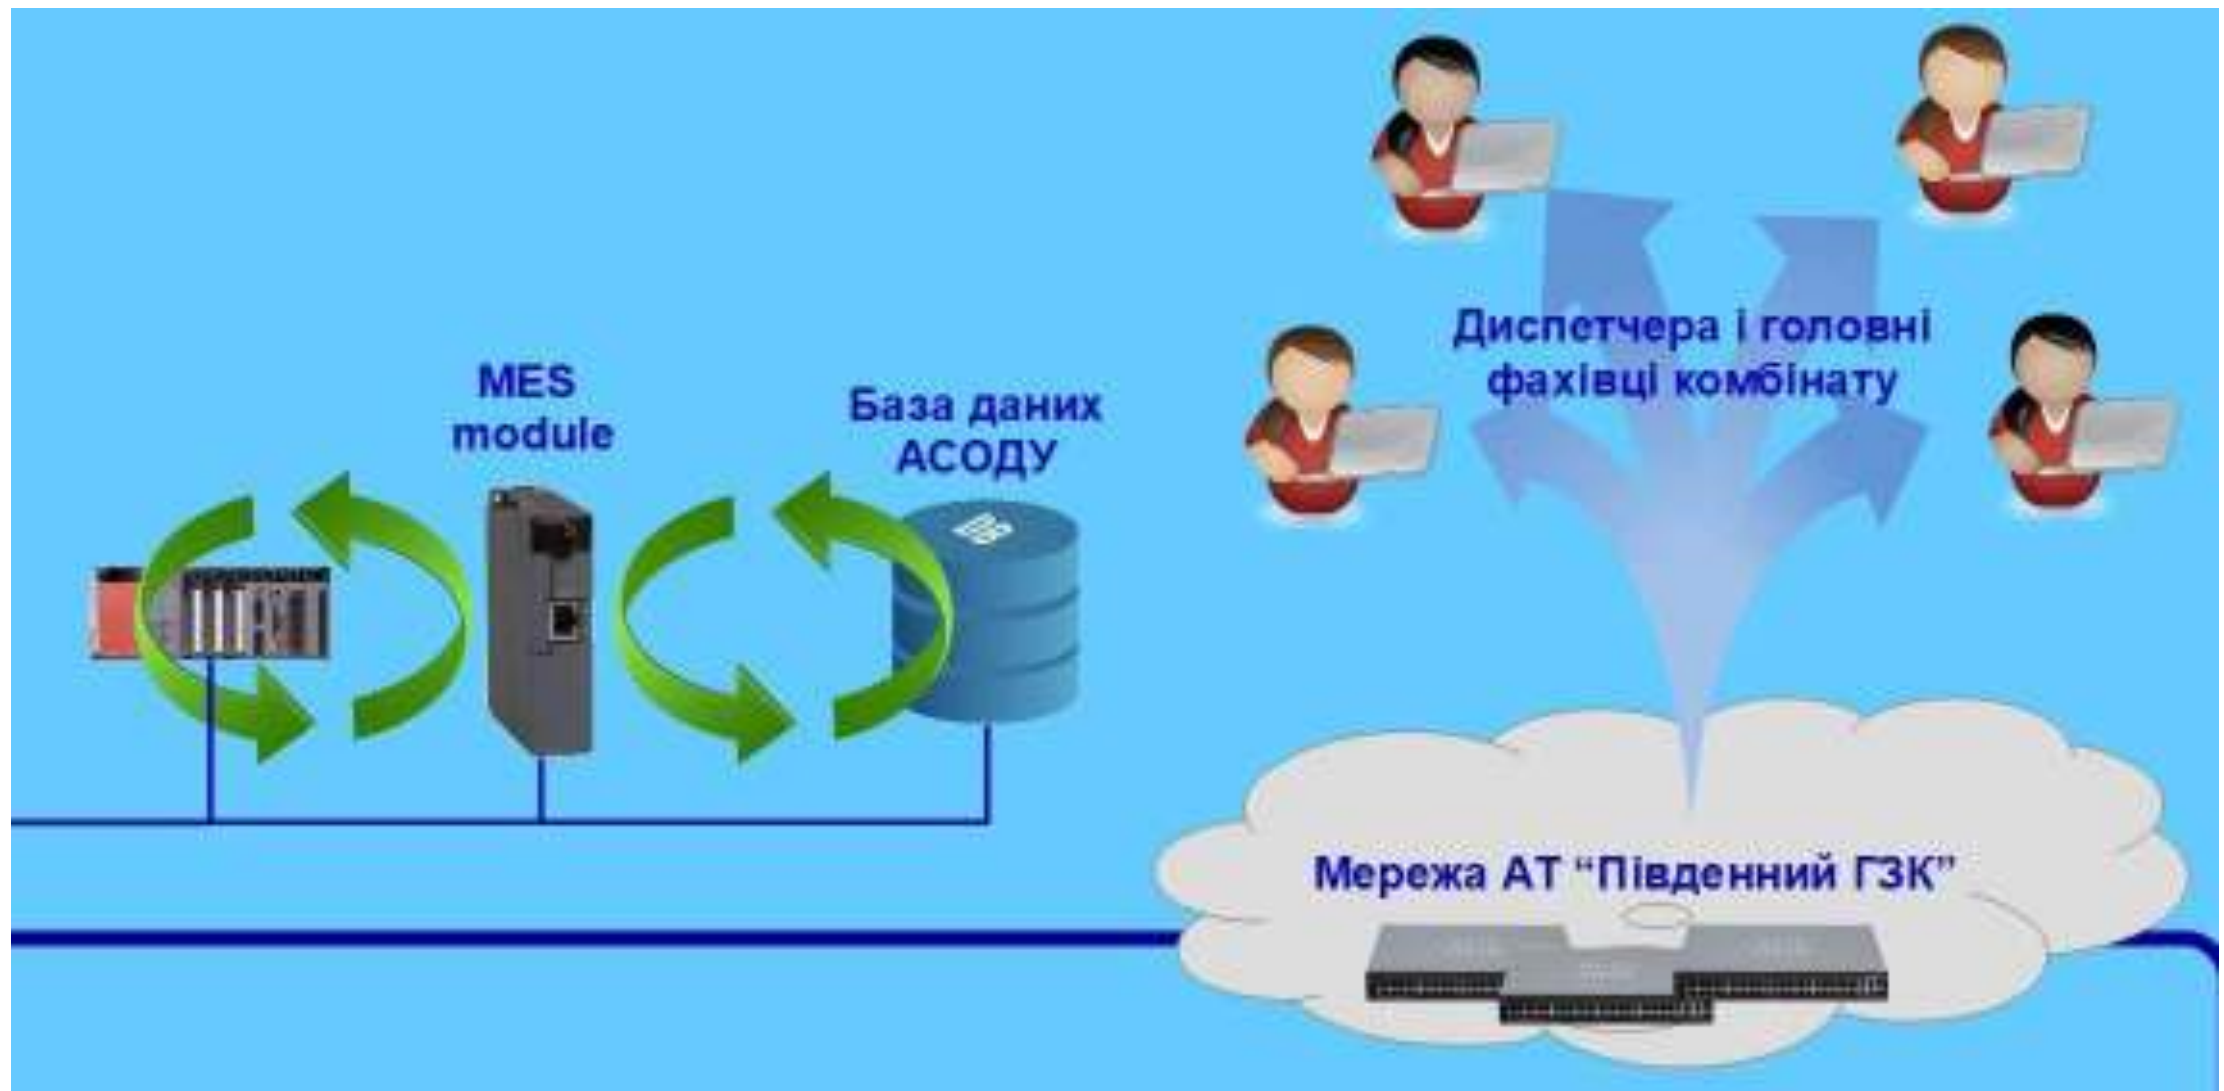 MES
module
База даних
АСОДУ
Диспетчера і головні
фахівці комбінату
Мережа АТ “Південний ГЗК”